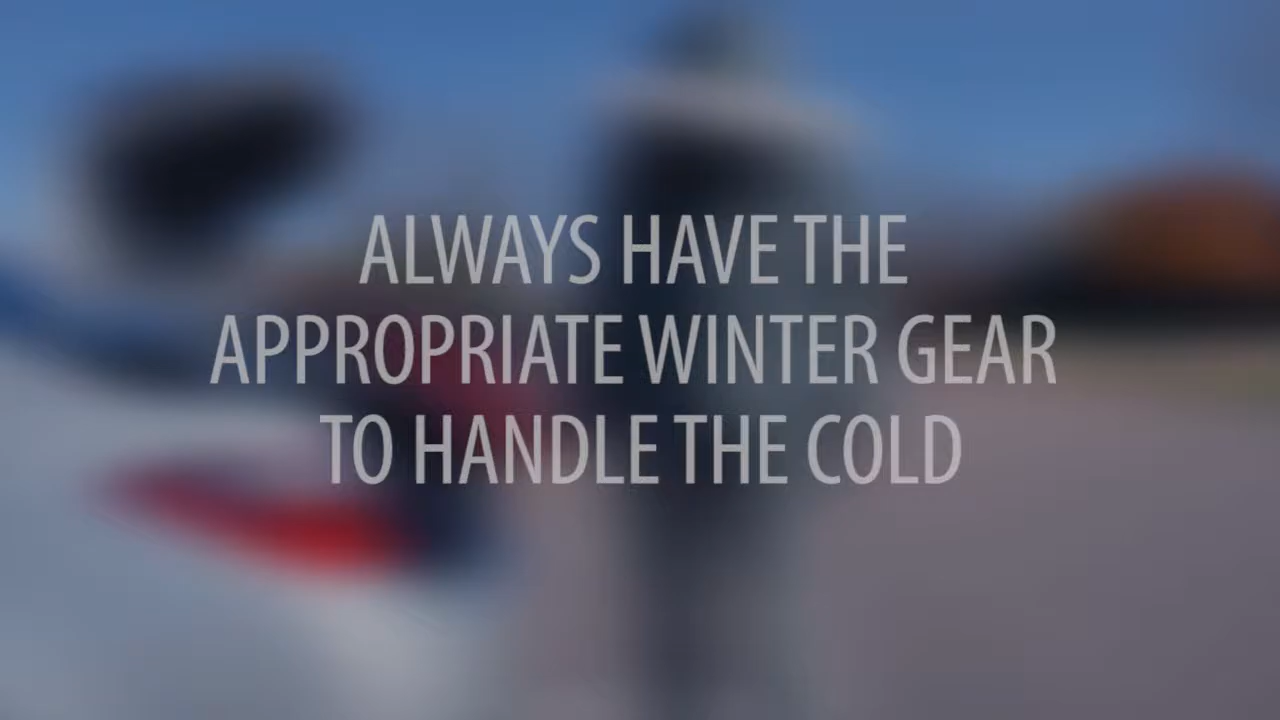 ALWAYS HAVE THE
APPROPRIATE WINTER GEAR
TO HANDLE THE COLD